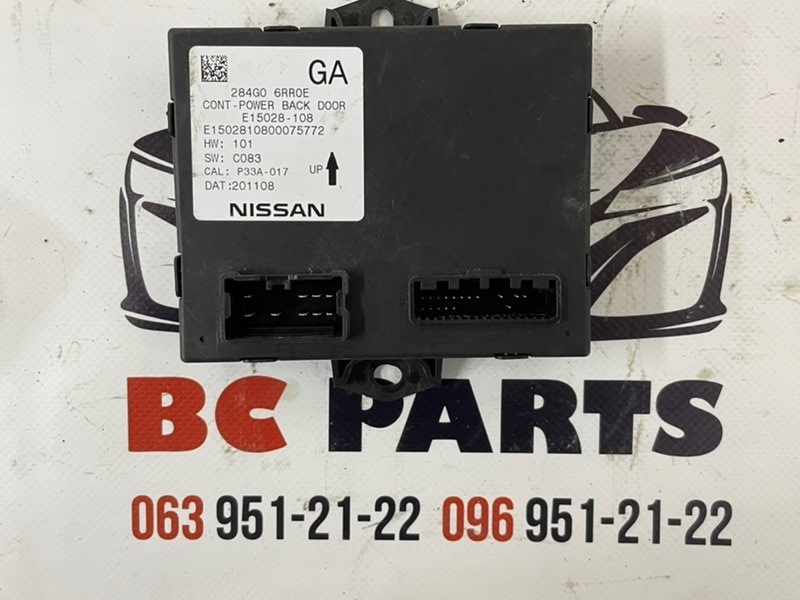 GA
284G0 6RR0E
CONT-POWER BACK DOOR
E15028-108
E1502810800075772
HW: 101
SW: C083
CAL: P33A-017 UP
DAT:201108
NISSAN
BC PARTS
063 951-21-22 096 951-21-22